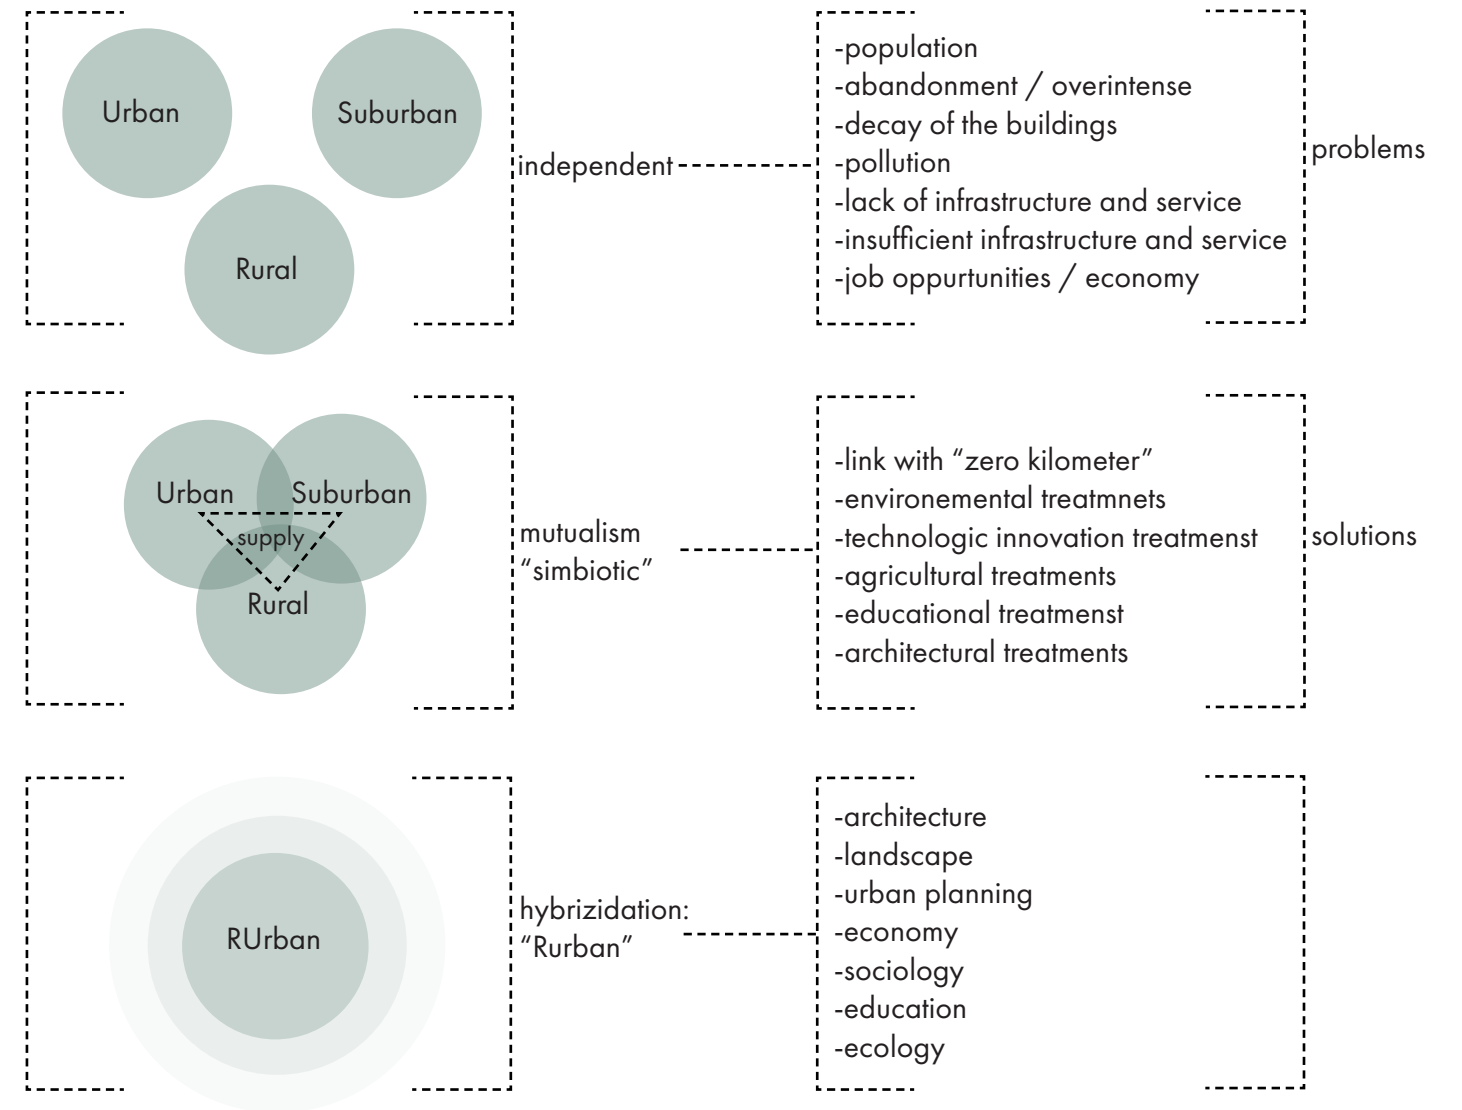 Urban
Suburban
Rural
independent
-population
-abandonment / overintense
-decay of the buildings
-pollution
-lack of infrastructure and service
-insufficient infrastructure and service
-job oppurtunities / economy
problems
Urban
Suburban
supply
Rural
mutualism
“simbiotic”
-link with “zero kilometer”
-environemental treatmnets
-technologic innovation treatmenst
-agricultural treatments
-educational treatmenst
-architectural treatments
solutions
RUrban
hybrizidation:
“Rurban”
-architecture
-landscape
-urban planning
-economy
-sociology
-education
-ecology